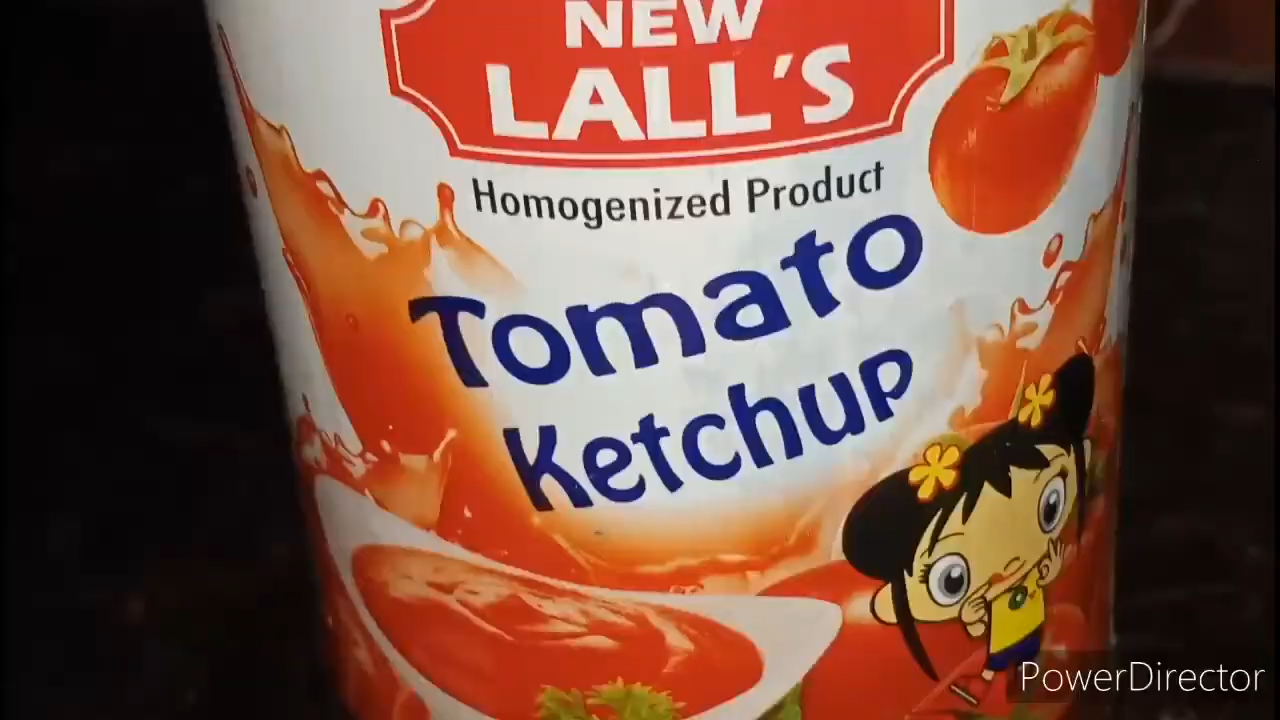 NEW
LALL'S
Homogenized Product
Tomato
Ketchup
PowerDirector